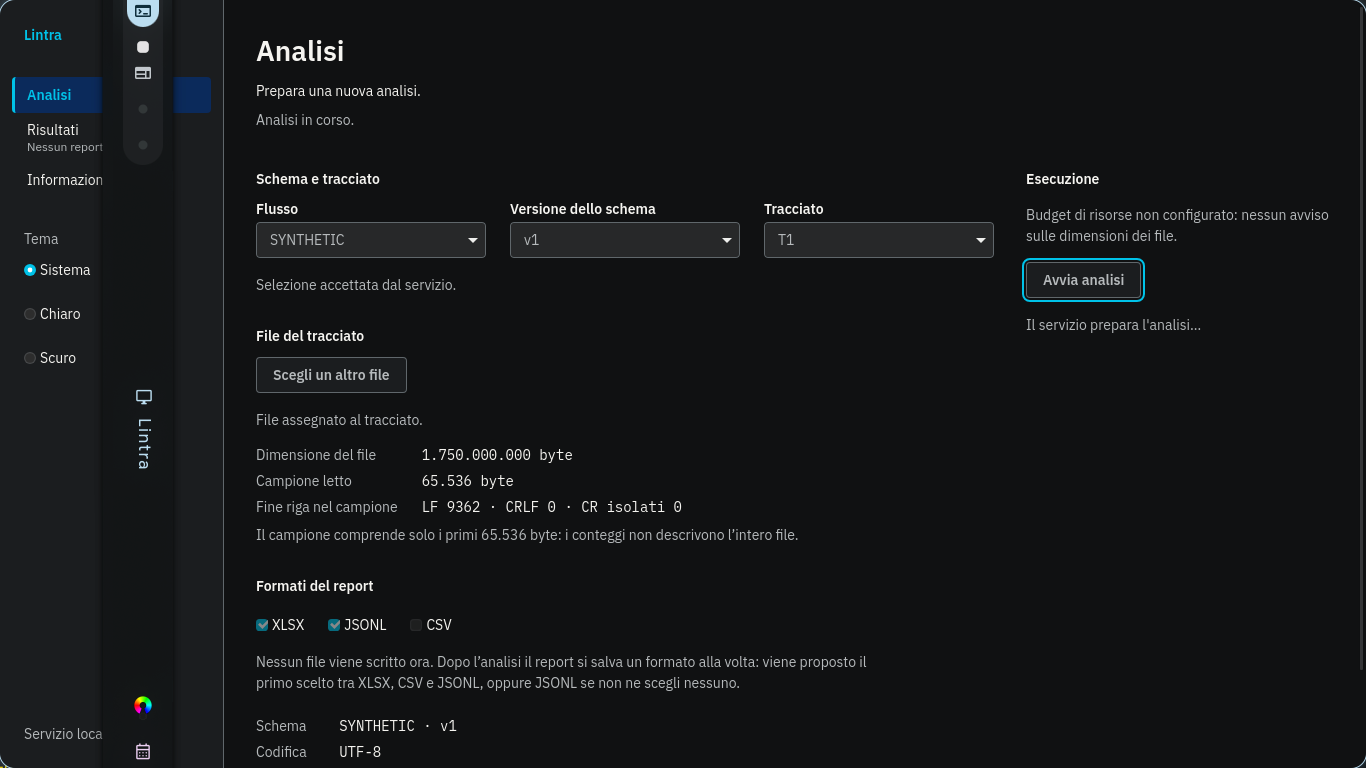 Lintra
Analisi
Risultati
Nessun report
Informazion
Tema
Sistema
Chiaro
Scuro
Servizio loca
Lintra
Analisi
Prepara una nuova analisi.
Analisi in corso.
Schema e tracciato
Flusso
Versione dello schema
Tracciato
SYNTHETIC
v1
T1
Selezione accettata dal servizio.
File del tracciato
Scegli un altro file
File assegnato al tracciato.
Dimensione del file 1.750.000.000 byte
Campione letto 65.536 byte
Fine riga nel campione LF 9362 · CRLF 0 · CR isolati 0
Il campione comprende solo i primi 65.536 byte: i conteggi non descrivono l’intero file.
Formati del report
XLSX JSONL CSV
Nessun file viene scritto ora. Dopo l’analisi il report si salva un formato alla volta: viene proposto il
primo scelto tra XLSX, CSV e JSONL, oppure JSONL se non ne scegli nessuno.
Schema SYNTHETIC · v1
Codifica UTF-8
Esecuzione
Budget di risorse non configurato: nessun avviso
sulle dimensioni dei file.
Avvia analisi
Il servizio prepara l'analisi...